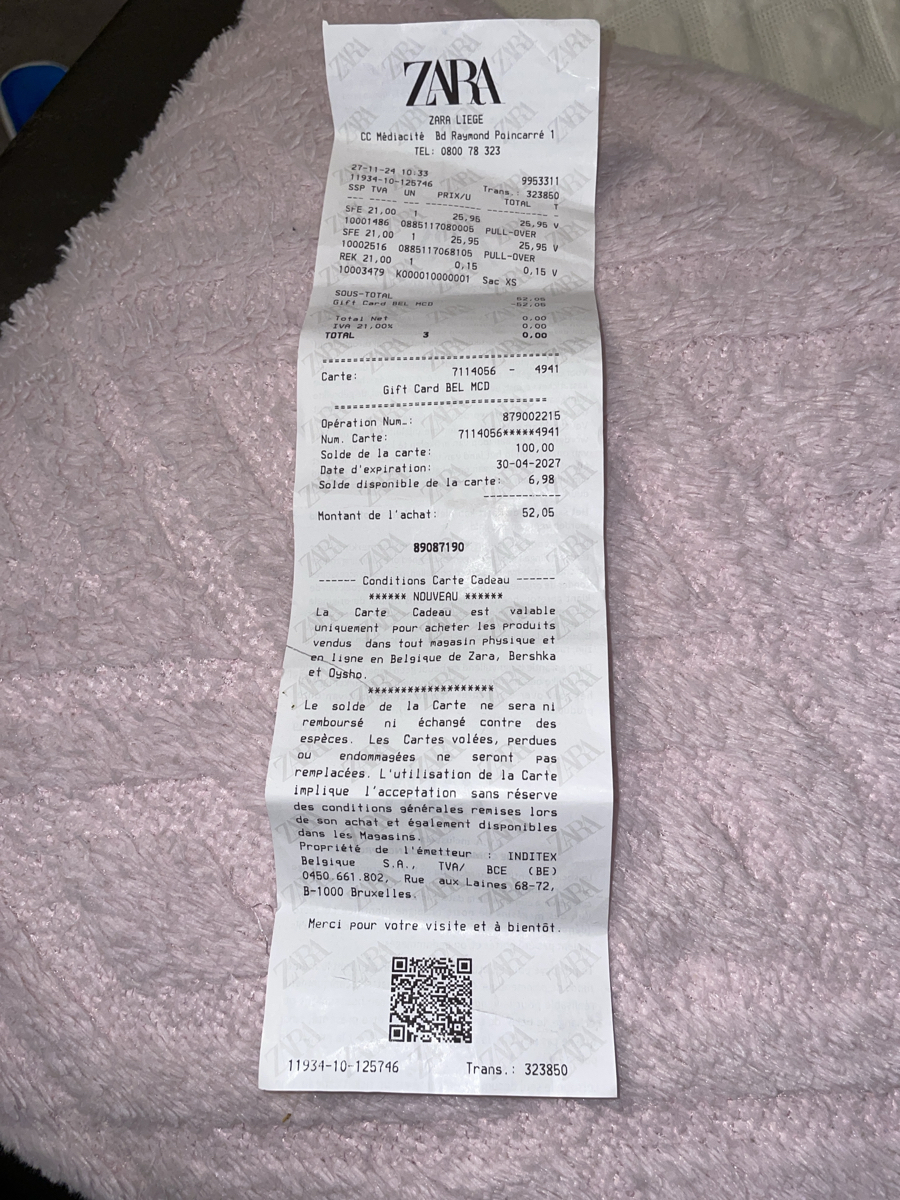 ZARA
ZARA LIEGE
CC Médiacité Bd Raymond Poincarré 1
TEL: 0800 78 323
27-11-24 10:33 9953311
11934-10-125746 Trans.: 323850
SSP TVA UN PRIX/U TOTAL T
SFE 21,00 1 25,95 25,95 V
10001486 0885117080005 PULL-OVER
SFE 21,00 1 25,95 25,95 V
10002516 0885117068105 PULL-OVER
REK 21,00 1 0,15 0,15 V
10003479 K000010000001 Sac XS
SOUS-TOTAL 52,05
Gift Card BEL MCD -52,05
Total Net 0,00
IVA 21,00% 0,00
TOTAL 3 0,00
Carte: 7114056 - 4941
Gift Card BEL MCD
Opération Num.: 879002215
Num. Carte: 7114056*****4941
Solde de la carte: 100,00
Date d'expiration: 30-04-2027
Solde disponible de la carte: 6,98
Montant de l'achat: 52,05
89087190
------ Conditions Carte Cadeau ------
****** NOUVEAU ******
La Carte Cadeau est valable
uniquement pour acheter les produits
vendus dans tout magasin physique et
en ligne en Belgique de Zara, Bershka
et Oysho.
*******************
Le solde de la Carte ne sera ni
remboursé ni échangé contre des
espèces. Les Cartes volées, perdues
ou endommagées ne seront pas
remplacées. L'utilisation de la Carte
implique l'acceptation sans réserve
des conditions générales remises lors
de son achat et également disponibles
dans les Magasins.
Propriété de l'émetteur : INDITEX
Belgique S.A., TVA/ BCE (BE)
0450.661.802, Rue aux Laines 68-72,
B-1000 Bruxelles.
Merci pour votre visite et à bientôt.
11934-10-125746 Trans.: 323850